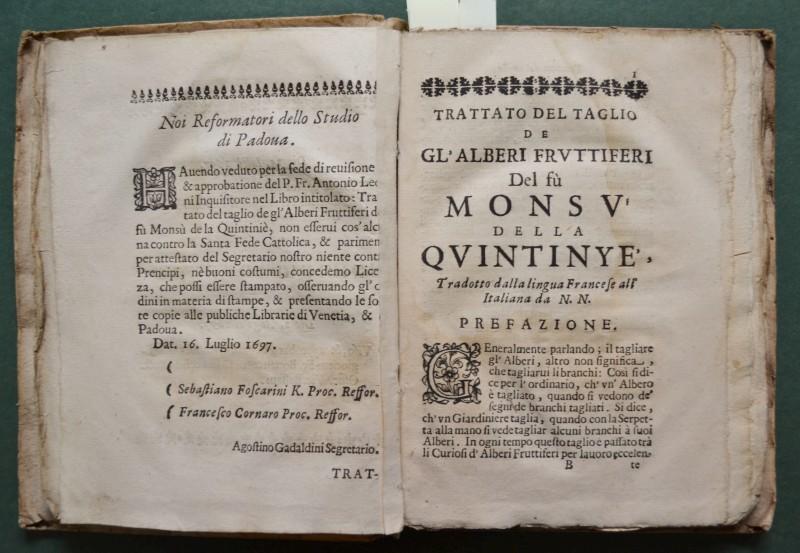 Noi Reformatori dello Studio
di Padoua.
HAuendo veduto per la fede di reuisione
& approbatione del P. Fr. Antonio Leo
ni Inquisitore nel Libro intitolato: Tra
tato del taglio de gl'Alberi Fruttiferi d
fù Monsù de la Quintiniè, non esserui cos'alc
na contro la Santa Fede Cattolica, & parimen
per attestato del Segretario nostro niente cont
Prencipi, nè buoni costumi, concedemo Lice
za, che possi essere stampato, osseruando gl'o
dini in materia di stampe, & presentando le so
te copie alle publiche Librarie di Venetia, &
Padoua.
Dat. 16. Luglio 1697.
(
( Sebastiano Foscarini K. Proc. Reffor.
( Francesco Cornaro Proc. Reffor.
Agostino Gadaldini Segretario.
TRAT-
1
TRATTATO DEL TAGLIO
DE
GL'ALBERI FRVTTIFERI
Del fù
MONSV'
DELLA
QVINTINYE',
Tradotto dalla lingua Francese all'
Italiana da N. N.
PREFAZIONE.
GEneralmente parlando; il tagliare
gl'Alberi, altro non significa,
che tagliarui li branchi: Cosi si di-
ce per l'ordinario, ch'vn'Albero
è tagliato, quando si vedono de'
segni de branchi tagliati. Si dice,
ch'vn Giardiniere taglia, quando con la Serpet-
ta alla mano si vede tagliar alcuni branchi à suoi
Alberi. In ogni tempo questo taglio è passato trà
li Curiosi d'Alberi Fruttiferi per lauoro eccelen-
B te